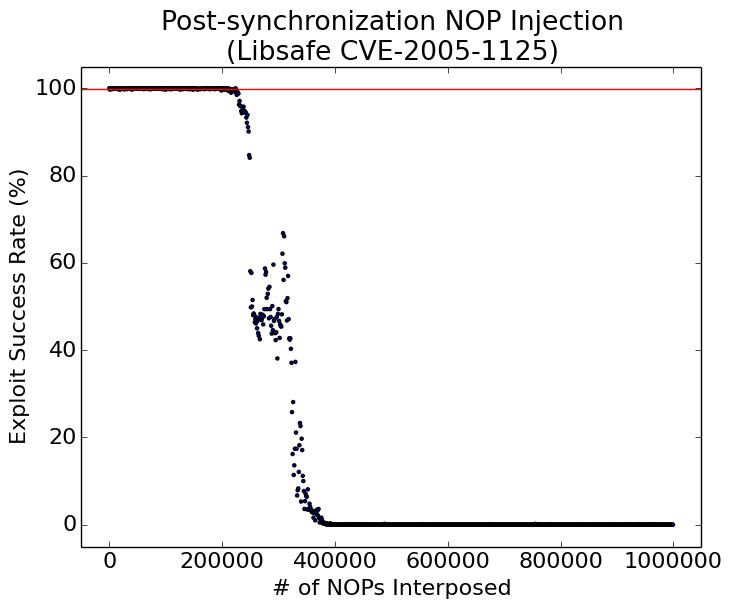 Post-synchronization NOP Injection
(Libsafe CVE-2005-1125)
Exploit Success Rate (%)
100
80
60
40
20
0
0 200000 400000 600000 800000 1000000
# of NOPs Interposed